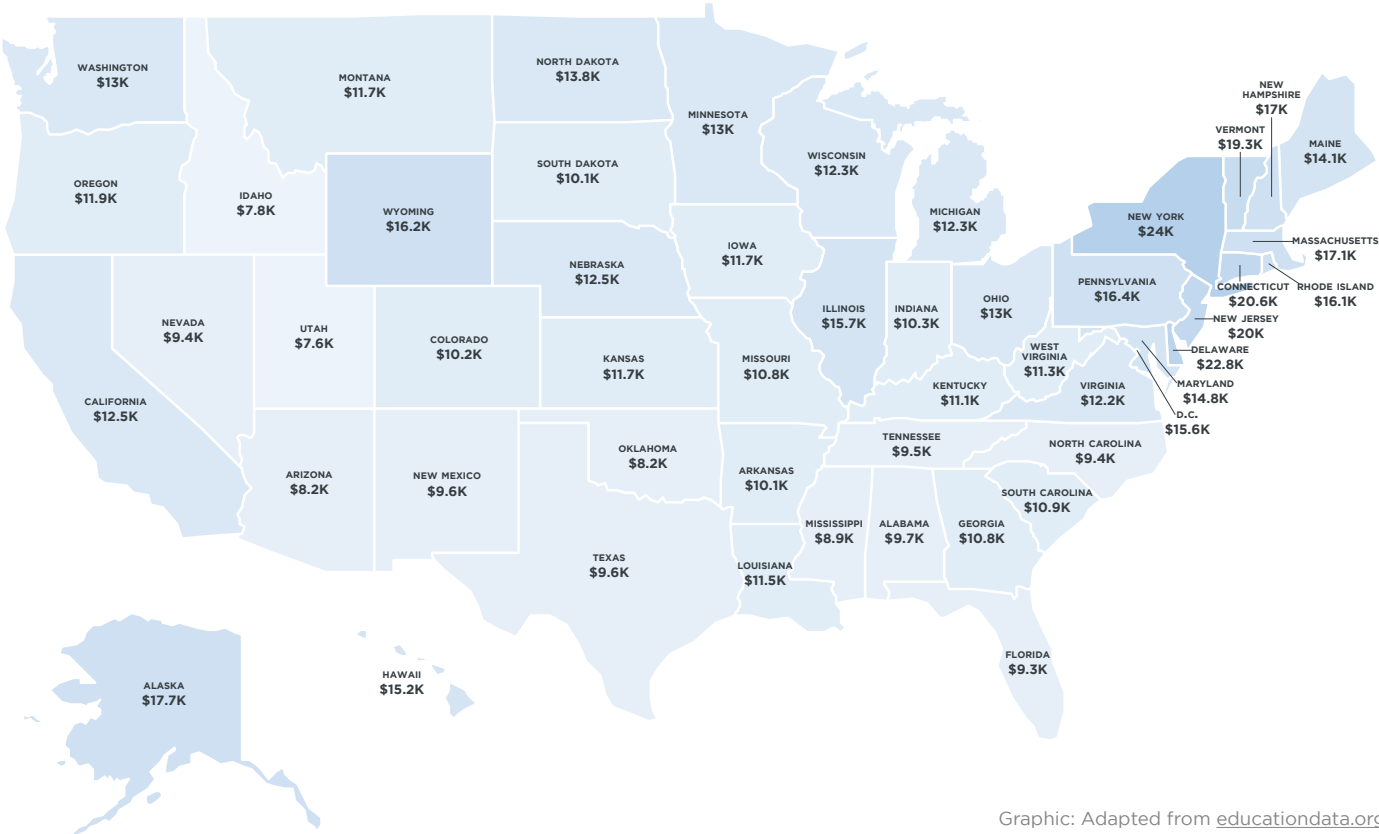 WASHINGTON
$13K
MONTANA
$11.7K
NORTH DAKOTA
$13.8K
MINNESOTA
$13K
WISCONSIN
$12.3K
MICHIGAN
$12.3K
NEW
HAMPSHIRE
$17K
VERMONT
$19.3K
MAINE
$14.1K
OREGON
$11.9K
IDAHO
$7.8K
WYOMING
$16.2K
SOUTH DAKOTA
$10.1K
NEW YORK
$24K
MASSACHUSETTS
$17.1K
IOWA
$11.7K
NEBRASKA
$12.5K
PENNSYLVANIA
$16.4K
CONNECTICUT
$20.6K
RHODE ISLAND
$16.1K
NEVADA
$9.4K
UTAH
$7.6K
COLORADO
$10.2K
ILLINOIS
$15.7K
INDIANA
$10.3K
OHIO
$13K
NEW JERSEY
$20K
DELAWARE
$22.8K
KANSAS
$11.7K
MISSOURI
$10.8K
WEST
VIRGINIA
$11.3K
KENTUCKY
$11.1K
VIRGINIA
$12.2K
MARYLAND
$14.8K
D.C.
$15.6K
CALIFORNIA
$12.5K
ARIZONA
$8.2K
NEW MEXICO
$9.6K
OKLAHOMA
$8.2K
ARKANSAS
$10.1K
TENNESSEE
$9.5K
NORTH CAROLINA
$9.4K
SOUTH CAROLINA
$10.9K
MISSISSIPPI
$8.9K
ALABAMA
$9.7K
GEORGIA
$10.8K
TEXAS
$9.6K
LOUISIANA
$11.5K
FLORIDA
$9.3K
ALASKA
$17.7K
HAWAII
$15.2K
Graphic: Adapted from educationdata.org